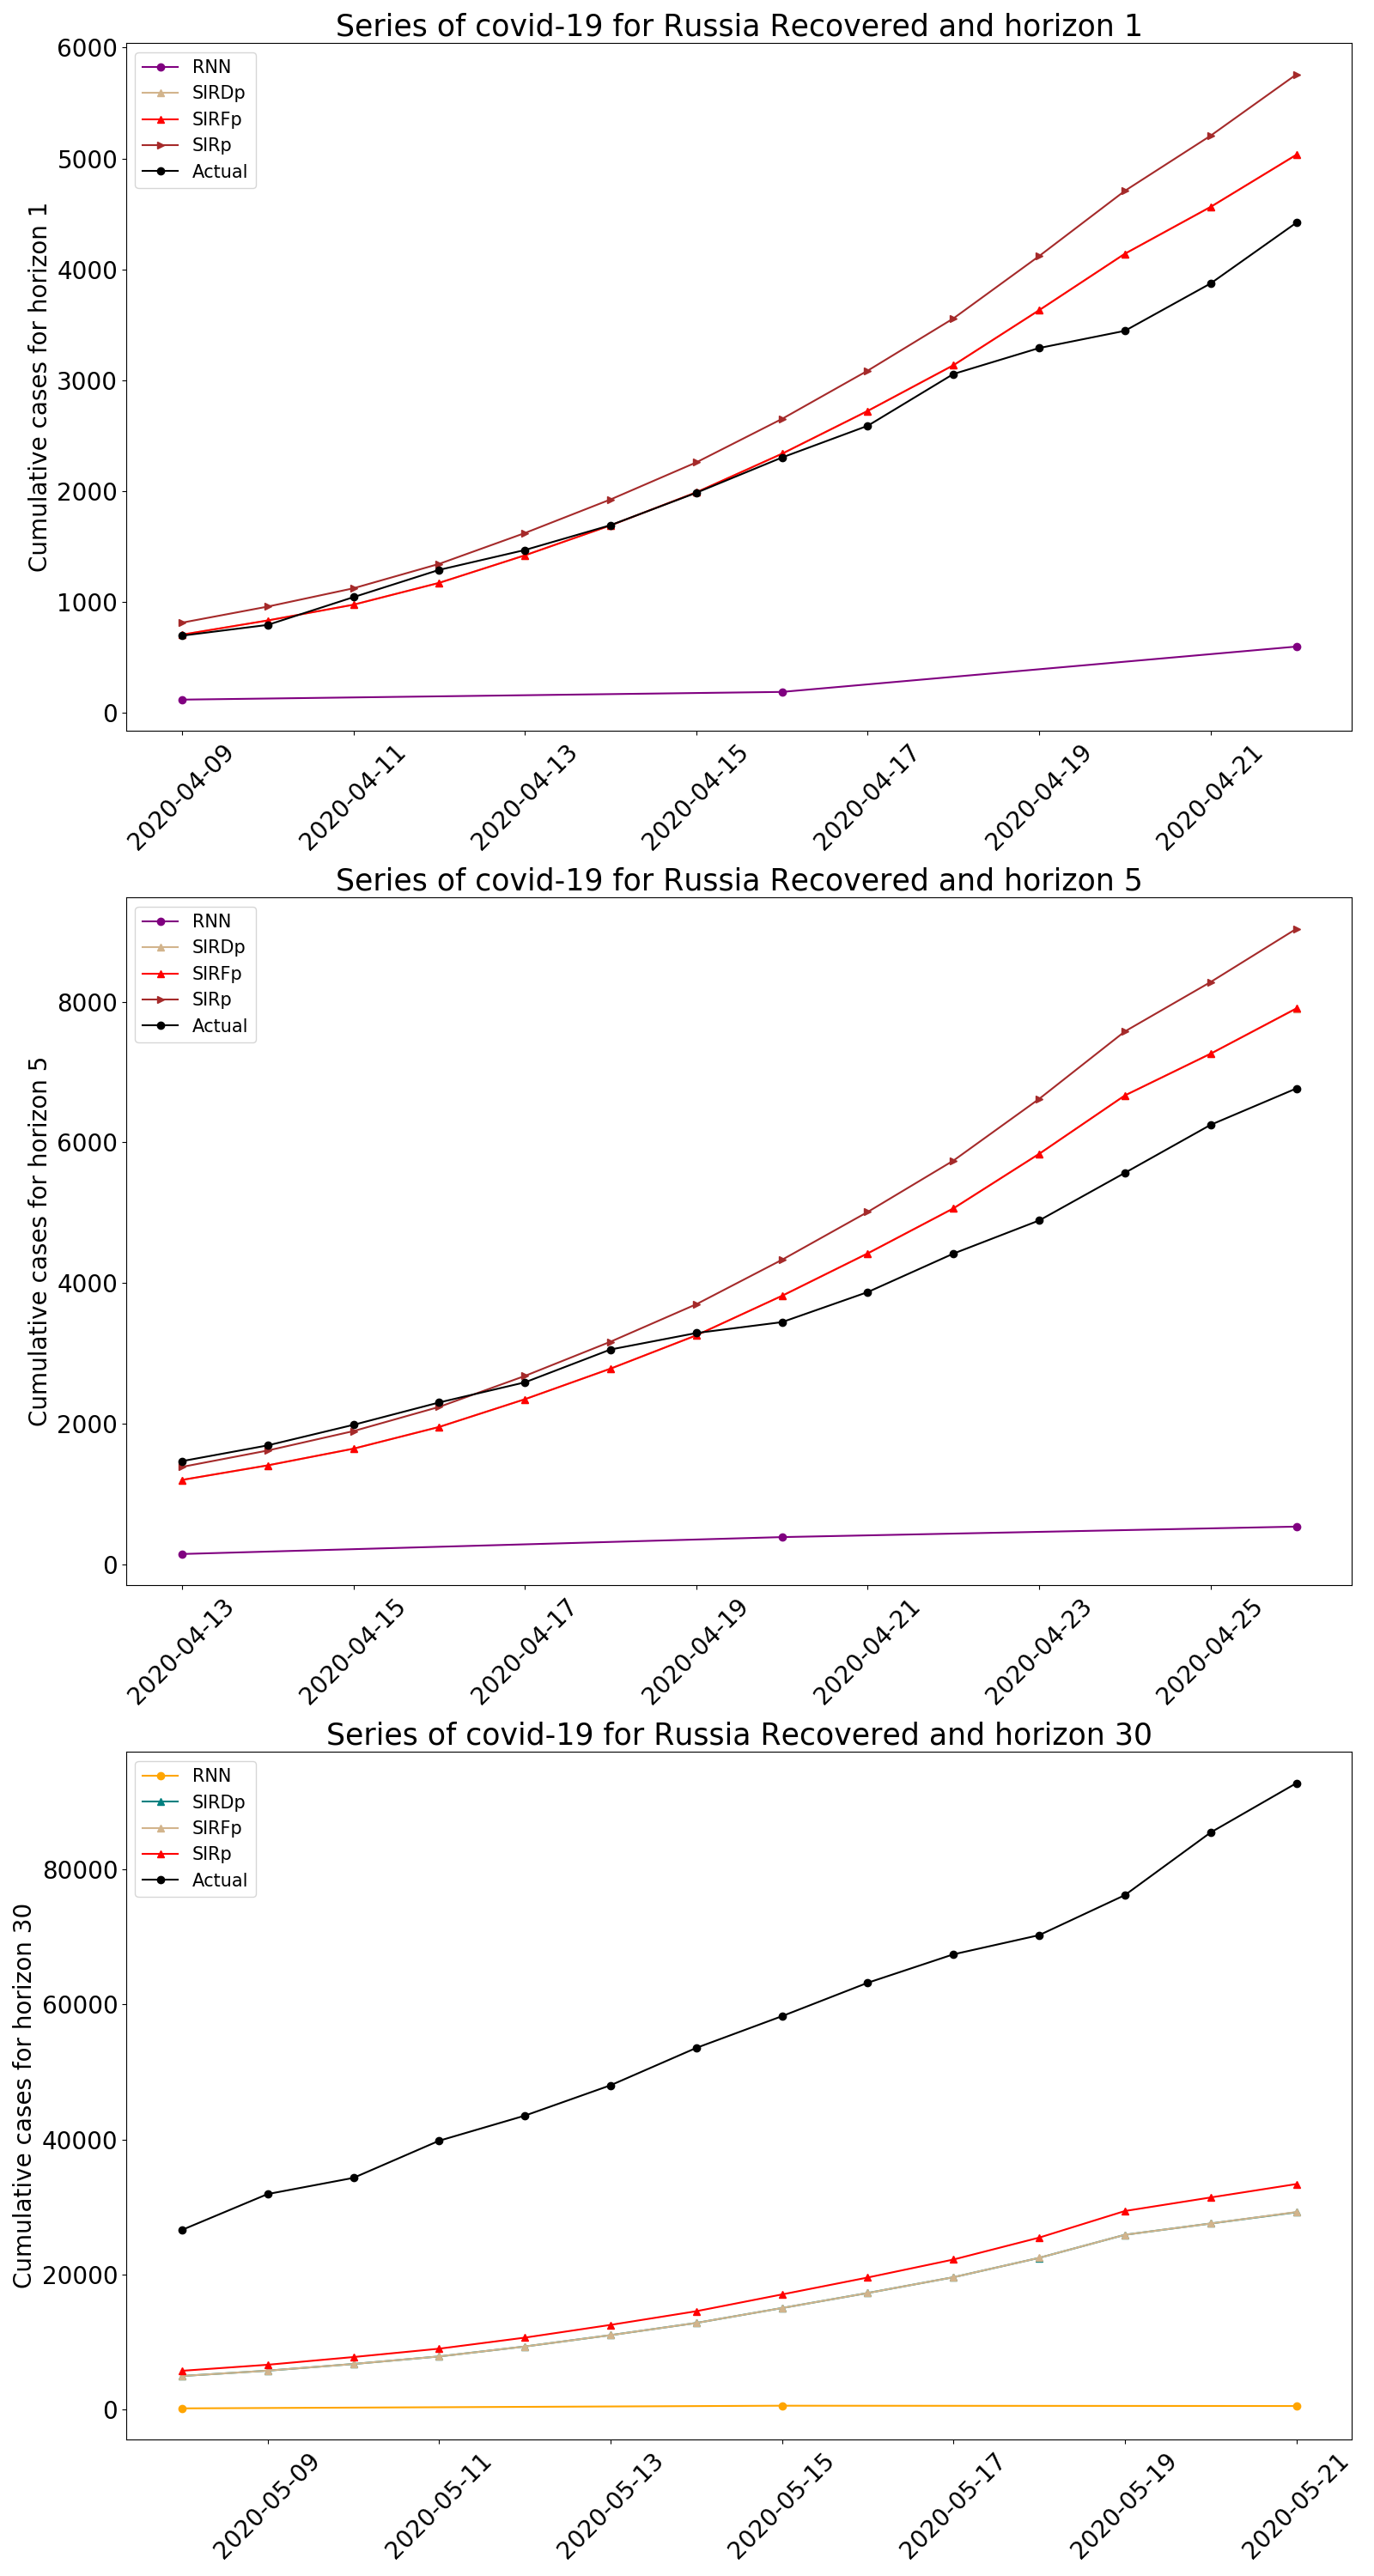 Series of covid-19 for Russia Recovered and horizon 1
RNN
SIRDp
SIRFp
SIRp
Actual
Cumulative cases for horizon 1
6000
5000
4000
3000
2000
1000
0
2020-04-09
2020-04-11
2020-04-13
2020-04-15
2020-04-17
2020-04-19
2020-04-21
Series of covid-19 for Russia Recovered and horizon 5
RNN
SIRDp
SIRFp
SIRp
Actual
Cumulative cases for horizon 5
8000
6000
4000
2000
0
2020-04-13
2020-04-15
2020-04-17
2020-04-19
2020-04-21
2020-04-23
2020-04-25
Series of covid-19 for Russia Recovered and horizon 30
RNN
SIRDp
SIRFp
SIRp
Actual
Cumulative cases for horizon 30
80000
60000
40000
20000
0
2020-05-09
2020-05-11
2020-05-13
2020-05-15
2020-05-17
2020-05-19
2020-05-21